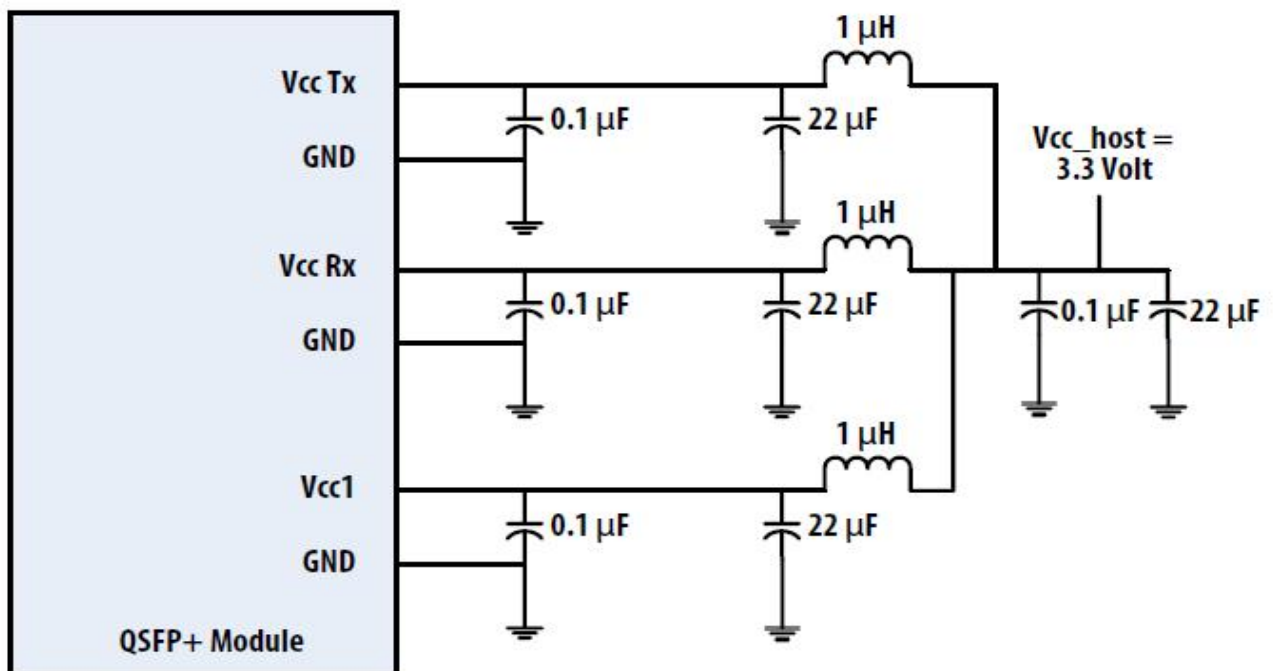 1 µH
Vcc Tx
0.1 µF
22 µF
GND
Vcc_host =
3.3 Volt
1 µH
Vcc Rx
0.1 µF
22 µF
0.1 µF
22 µF
GND
1 µH
Vcc1
0.1 µF
22 µF
GND
QSFP+ Module